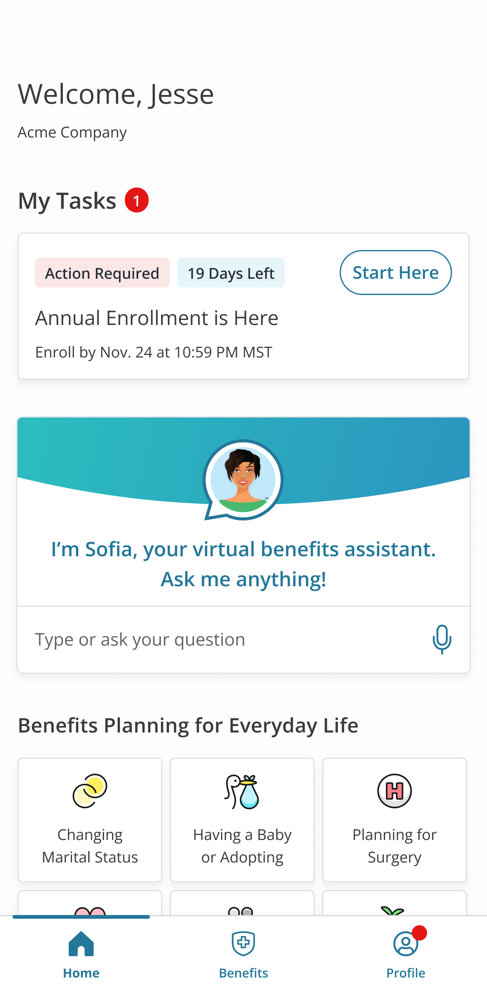 Welcome, Jesse
Acme Company
My Tasks 1
Action Required 19 Days Left Start Here
Annual Enrollment is Here
Enroll by Nov. 24 at 10:59 PM MST
SM
I’m Sofia, your virtual benefits assistant.
Ask me anything!
Type or ask your question
Benefits Planning for Everyday Life
Changing
Marital Status
Having a Baby
or Adopting
H
Planning for
Surgery
Home
Benefits
Profile